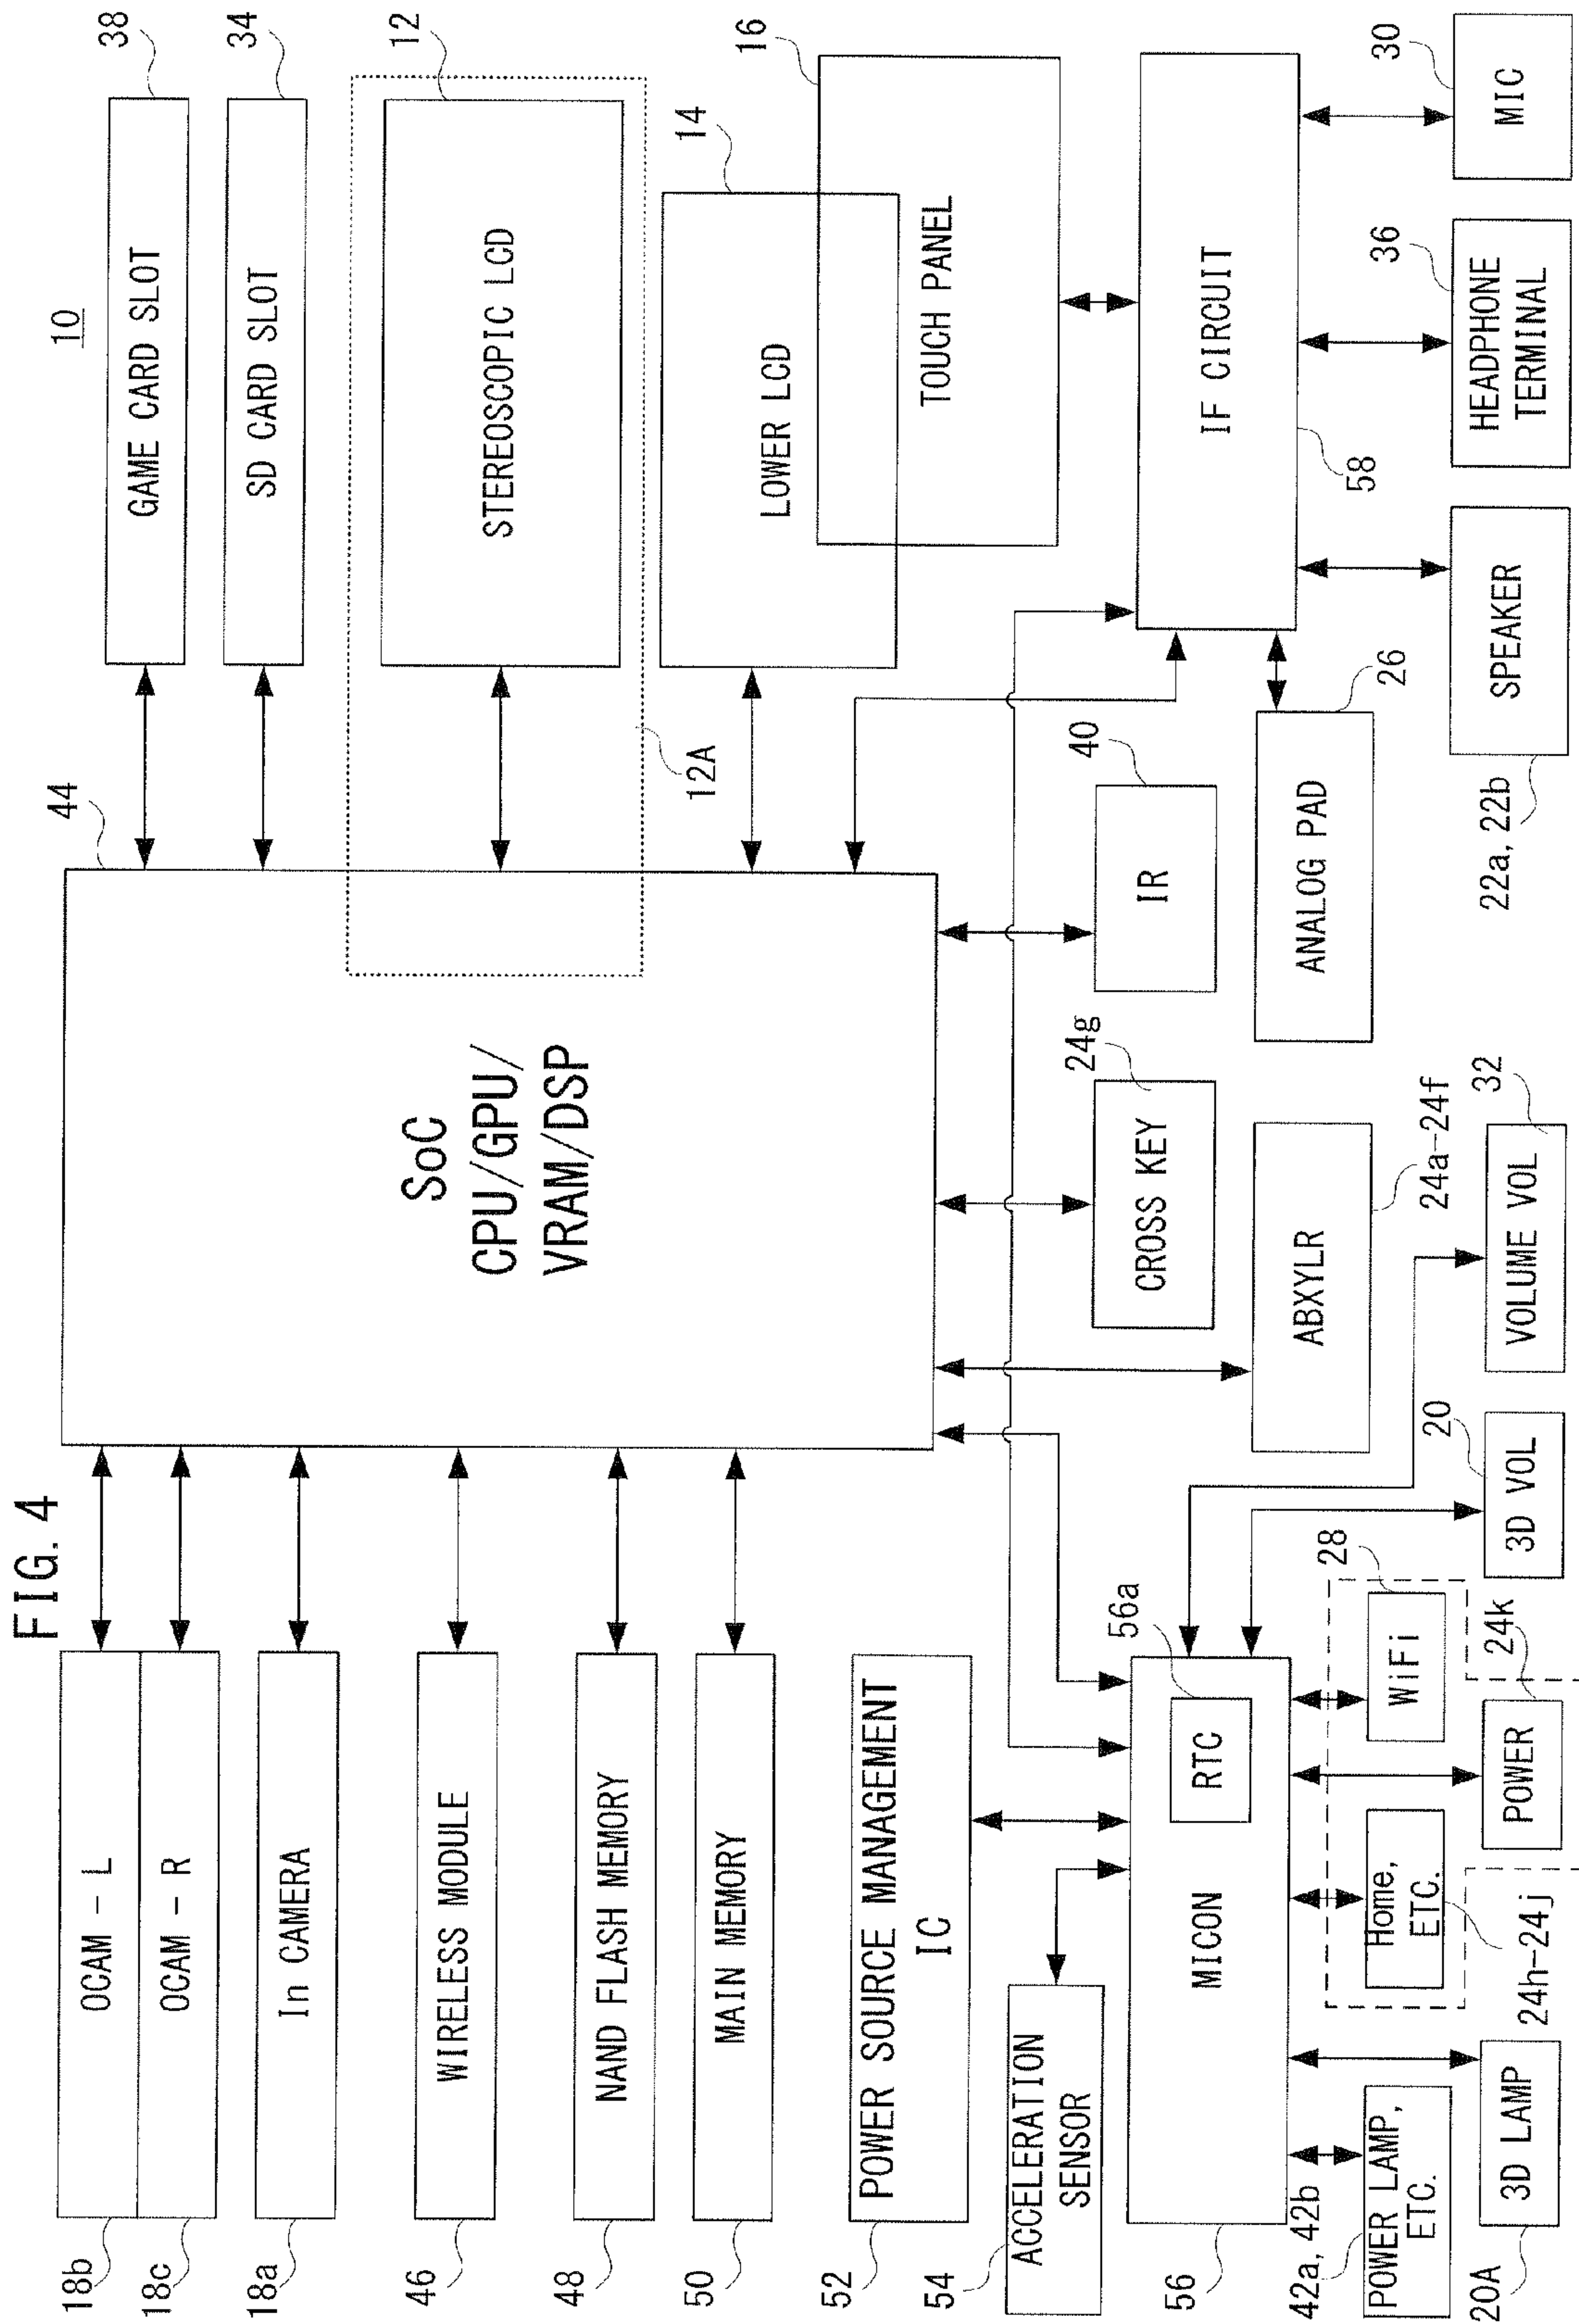 FIG. 4
10
18b
OCAM - L
18c
OCAM - R
18a
In CAMERA
46
WIRELESS MODULE
48
NAND FLASH MEMORY
50
MAIN MEMORY
52
POWER SOURCE MANAGEMENT
IC
54
ACCELERATION
SENSOR
56
MICON
RTC
56a
44
SoC
CPU/GPU/
VRAM/DSP
GAME CARD SLOT
38
SD CARD SLOT
34
STEREOSCOPIC LCD
12
12A
LOWER LCD
14
TOUCH PANEL
16
IF CIRCUIT
58
IR
40
CROSS KEY
24g
ANALOG PAD
26
ABXYLR
24a-24f
42a, 42b
POWER LAMP,
ETC.
20A
3D LAMP
Home,
ETC.
24h-24j
WiFi
28
POWER
24k
3D VOL
20
VOLUME VOL
32
SPEAKER
22a, 22b
HEADPHONE
TERMINAL
36
MIC
30